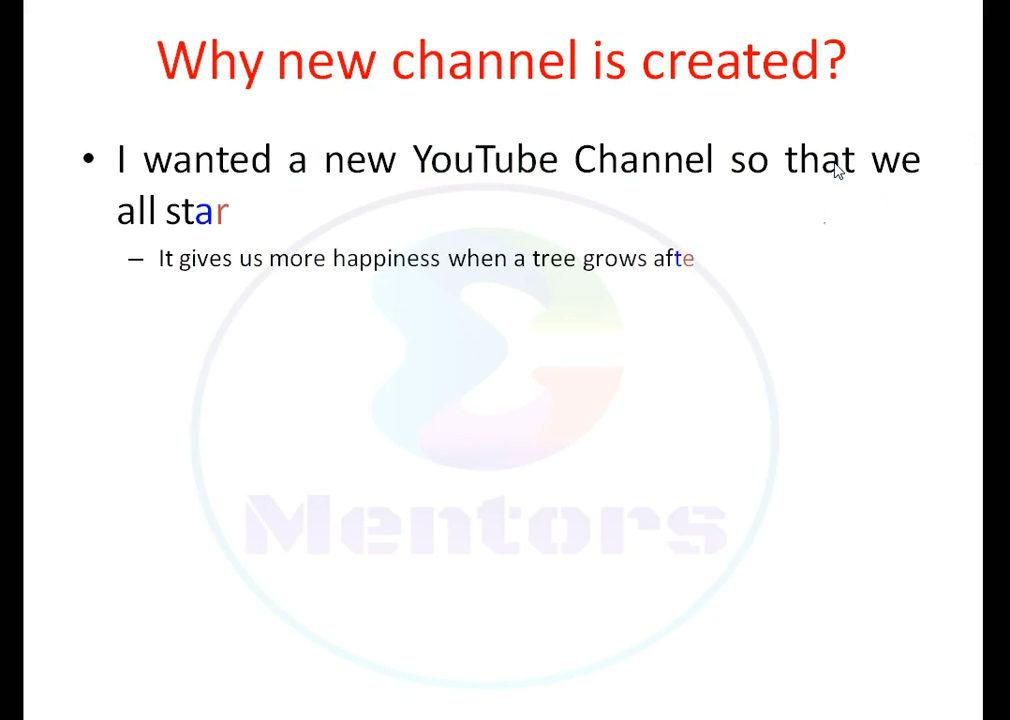 Why new channel is created?
• I wanted a new YouTube Channel so that we
all star
– It gives us more happiness when a tree grows afte
Mentors